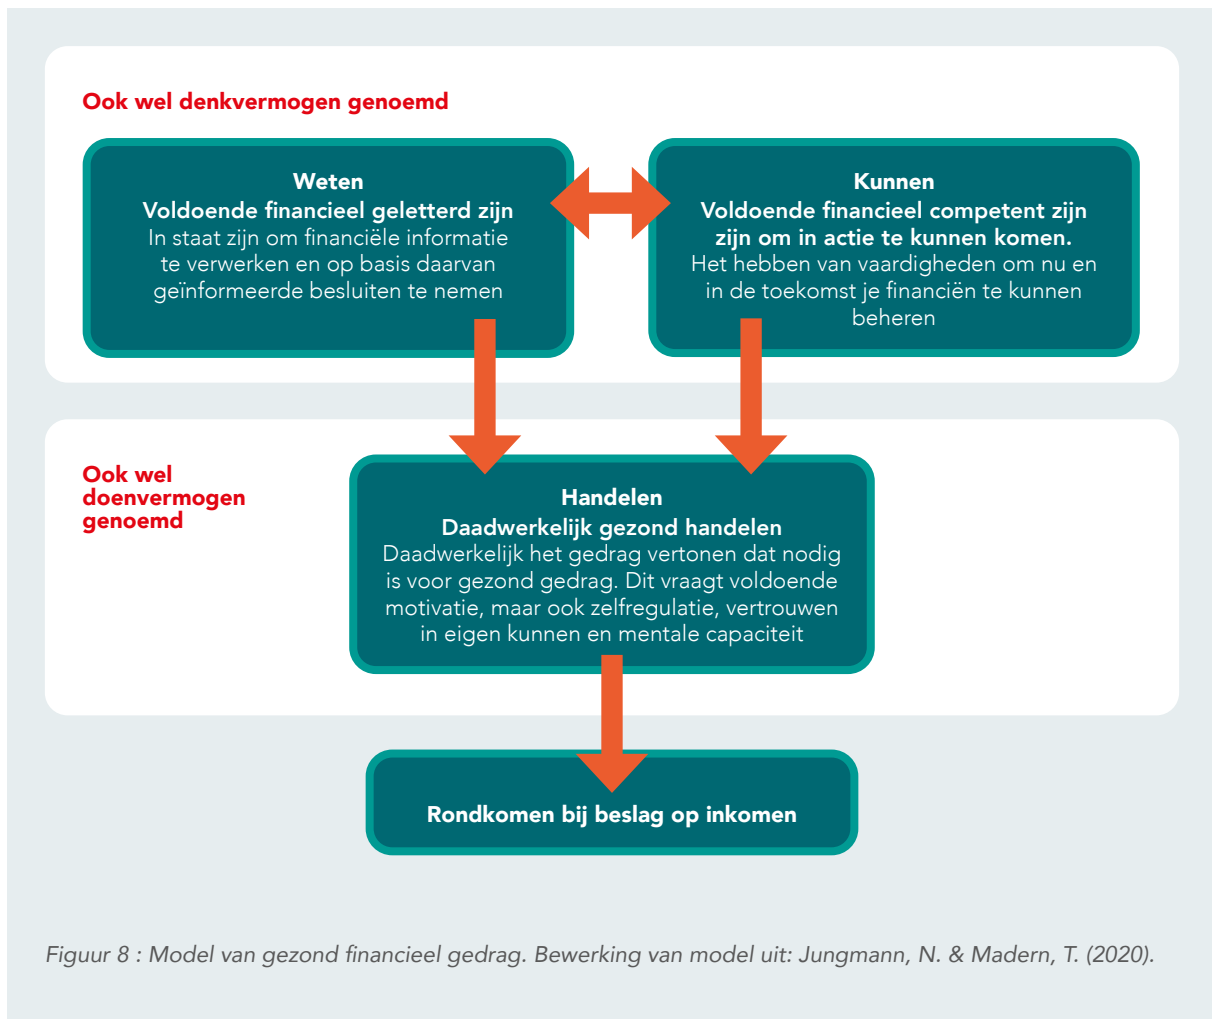 Ook wel denkvermogen genoemd
Weten
Voldoende financieel geletterd zijn
In staat zijn om financiële informatie
te verwerken en op basis daarvan
geïnformeerde besluiten te nemen
Kunnen
Voldoende financieel competent zijn
zijn om in actie te kunnen komen.
Het hebben van vaardigheden om nu en
in de toekomst je financiën te kunnen
beheren
Ook wel
doenvermogen
genoemd
Handelen
Daadwerkelijk gezond handelen
Daadwerkelijk het gedrag vertonen dat nodig
is voor gezond gedrag. Dit vraagt voldoende
motivatie, maar ook zelfregulatie, vertrouwen
in eigen kunnen en mentale capaciteit
Rondkomen bij beslag op inkomen
Figuur 8 : Model van gezond financieel gedrag. Bewerking van model uit: Jungmann, N. & Madern, T. (2020).